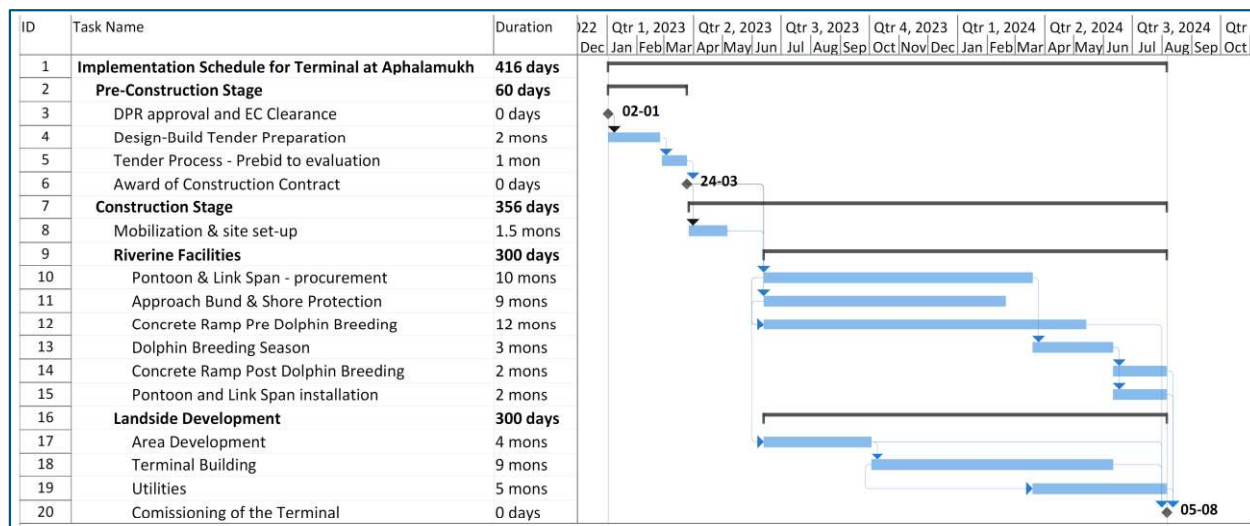 ID Task Name Duration 022 Qtr 1, 2023 Qtr 2, 2023 Qtr 3, 2023 Qtr 4, 2023 Qtr 1, 2024 Qtr 2, 2024 Qtr 3, 2024 Qtr
Dec Jan Feb Mar Apr May Jun Jul Aug Sep Oct Nov Dec Jan Feb Mar Apr May Jun Jul Aug Sep Oct
1 Implementation Schedule for Terminal at Aphalamukh 416 days
2 Pre-Construction Stage 60 days
3 DPR approval and EC Clearance 0 days 02-01
4 Design-Build Tender Preparation 2 mons
5 Tender Process - Prebid to evaluation 1 mon
6 Award of Construction Contract 0 days 24-03
7 Construction Stage 356 days
8 Mobilization & site set-up 1.5 mons
9 Riverine Facilities 300 days
10 Pontoon & Link Span - procurement 10 mons
11 Approach Bund & Shore Protection 9 mons
12 Concrete Ramp Pre Dolphin Breeding 12 mons
13 Dolphin Breeding Season 3 mons
14 Concrete Ramp Post Dolphin Breeding 2 mons
15 Pontoon and Link Span installation 2 mons
16 Landside Development 300 days
17 Area Development 4 mons
18 Terminal Building 9 mons
19 Utilities 5 mons
20 Comissioning of the Terminal 0 days 05-08